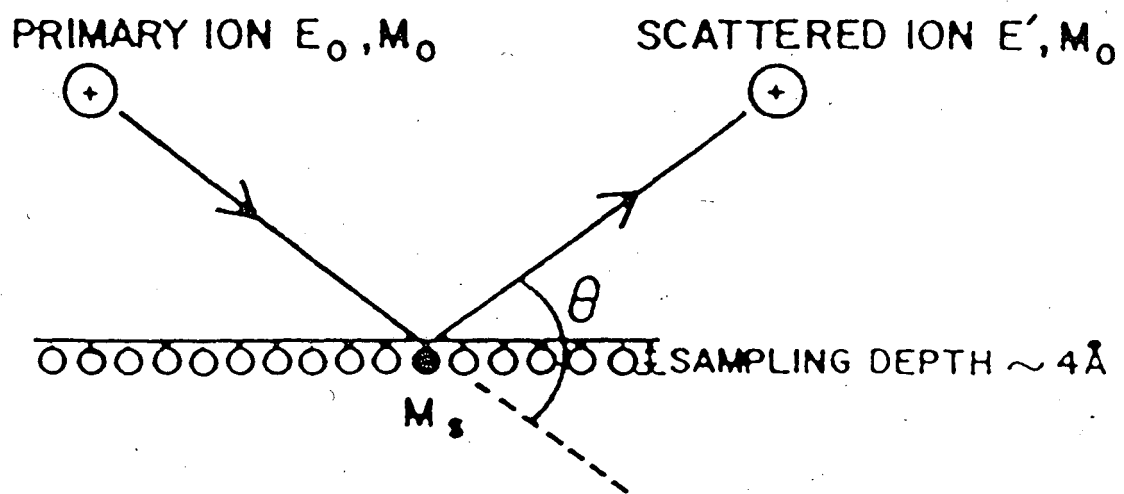 PRIMARY ION E₀, M₀
SCATTERED ION E′, M₀
+
+
θ
SAMPLING DEPTH ~ 4Å
Mₛ